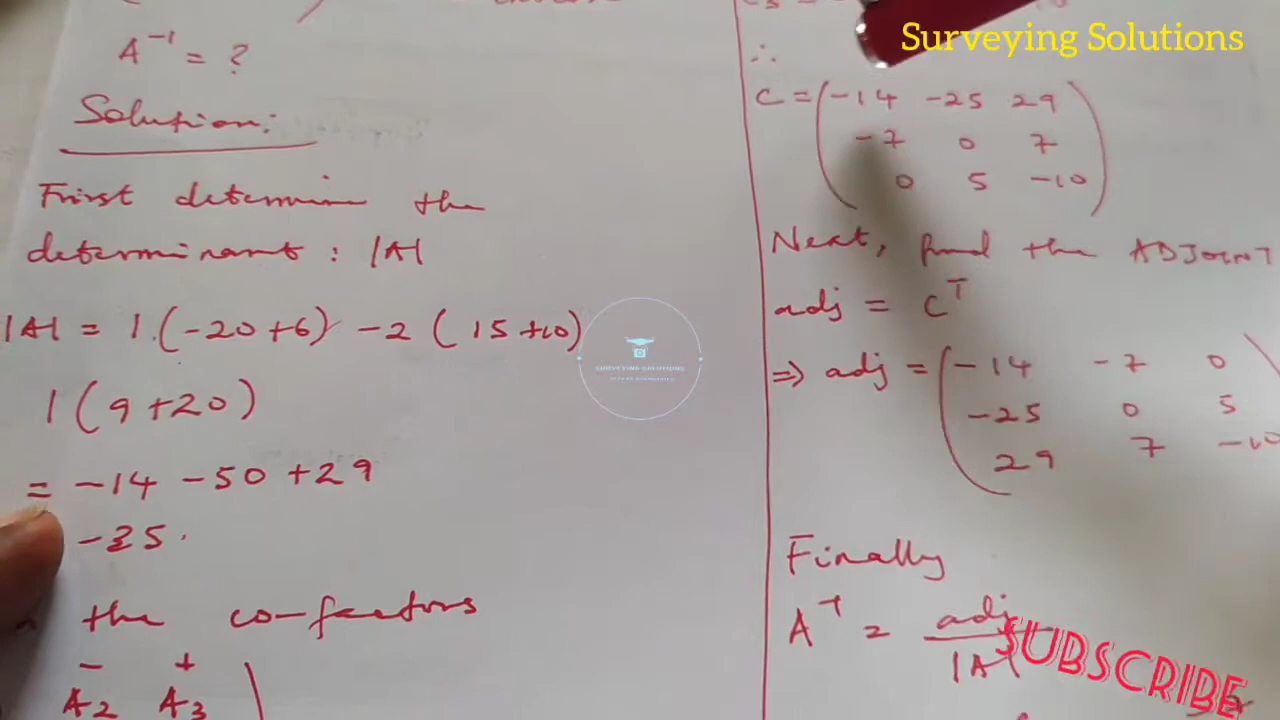 A⁻¹ = ?
Solution:
First determine the
determinant: |A|
|A| = 1.(-20+6) -2 (15+10)
1(9+20)
= -14 -50 +29
-35.
the co-factors
- +
A2 A3
Surveying Solutions
∴
C = (-14 -25 29
-7 0 7
0 5 -10)
Next, find the ADJOINT
adj = Cᵀ
⇒ adj = (-14 -7 0
-25 0 5
29 7 -10
Finally
A⁻¹ = adj
|A|
SUBSCRIBE
SURVEYING SOLUTIONS